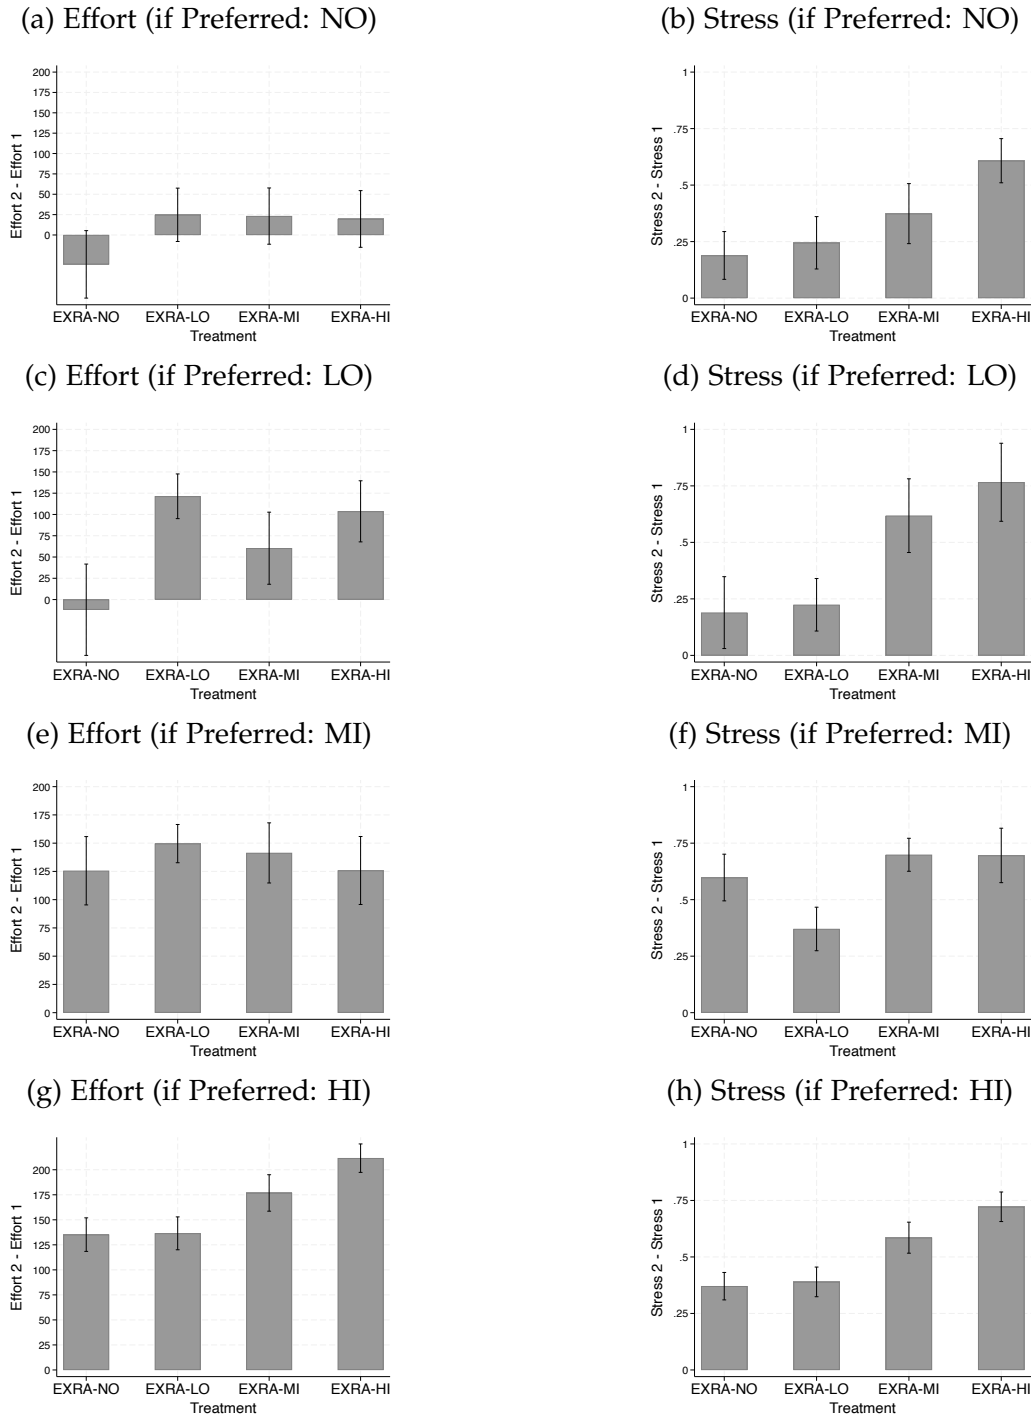 (a) Effort (if Preferred: NO)
200
175
150
125
100
75
50
25
0
Effort 2 - Effort 1
EXRA-NO EXRA-LO EXRA-MI EXRA-HI
Treatment
(b) Stress (if Preferred: NO)
1
.75
.5
.25
0
Stress 2 - Stress 1
EXRA-NO EXRA-LO EXRA-MI EXRA-HI
Treatment
(c) Effort (if Preferred: LO)
200
175
150
125
100
75
50
25
0
Effort 2 - Effort 1
EXRA-NO EXRA-LO EXRA-MI EXRA-HI
Treatment
(d) Stress (if Preferred: LO)
1
.75
.5
.25
0
Stress 2 - Stress 1
EXRA-NO EXRA-LO EXRA-MI EXRA-HI
Treatment
(e) Effort (if Preferred: MI)
200
175
150
125
100
75
50
25
0
Effort 2 - Effort 1
EXRA-NO EXRA-LO EXRA-MI EXRA-HI
Treatment
(f) Stress (if Preferred: MI)
1
.75
.5
.25
0
Stress 2 - Stress 1
EXRA-NO EXRA-LO EXRA-MI EXRA-HI
Treatment
(g) Effort (if Preferred: HI)
200
175
150
125
100
75
50
25
0
Effort 2 - Effort 1
EXRA-NO EXRA-LO EXRA-MI EXRA-HI
Treatment
(h) Stress (if Preferred: HI)
1
.75
.5
.25
0
Stress 2 - Stress 1
EXRA-NO EXRA-LO EXRA-MI EXRA-HI
Treatment